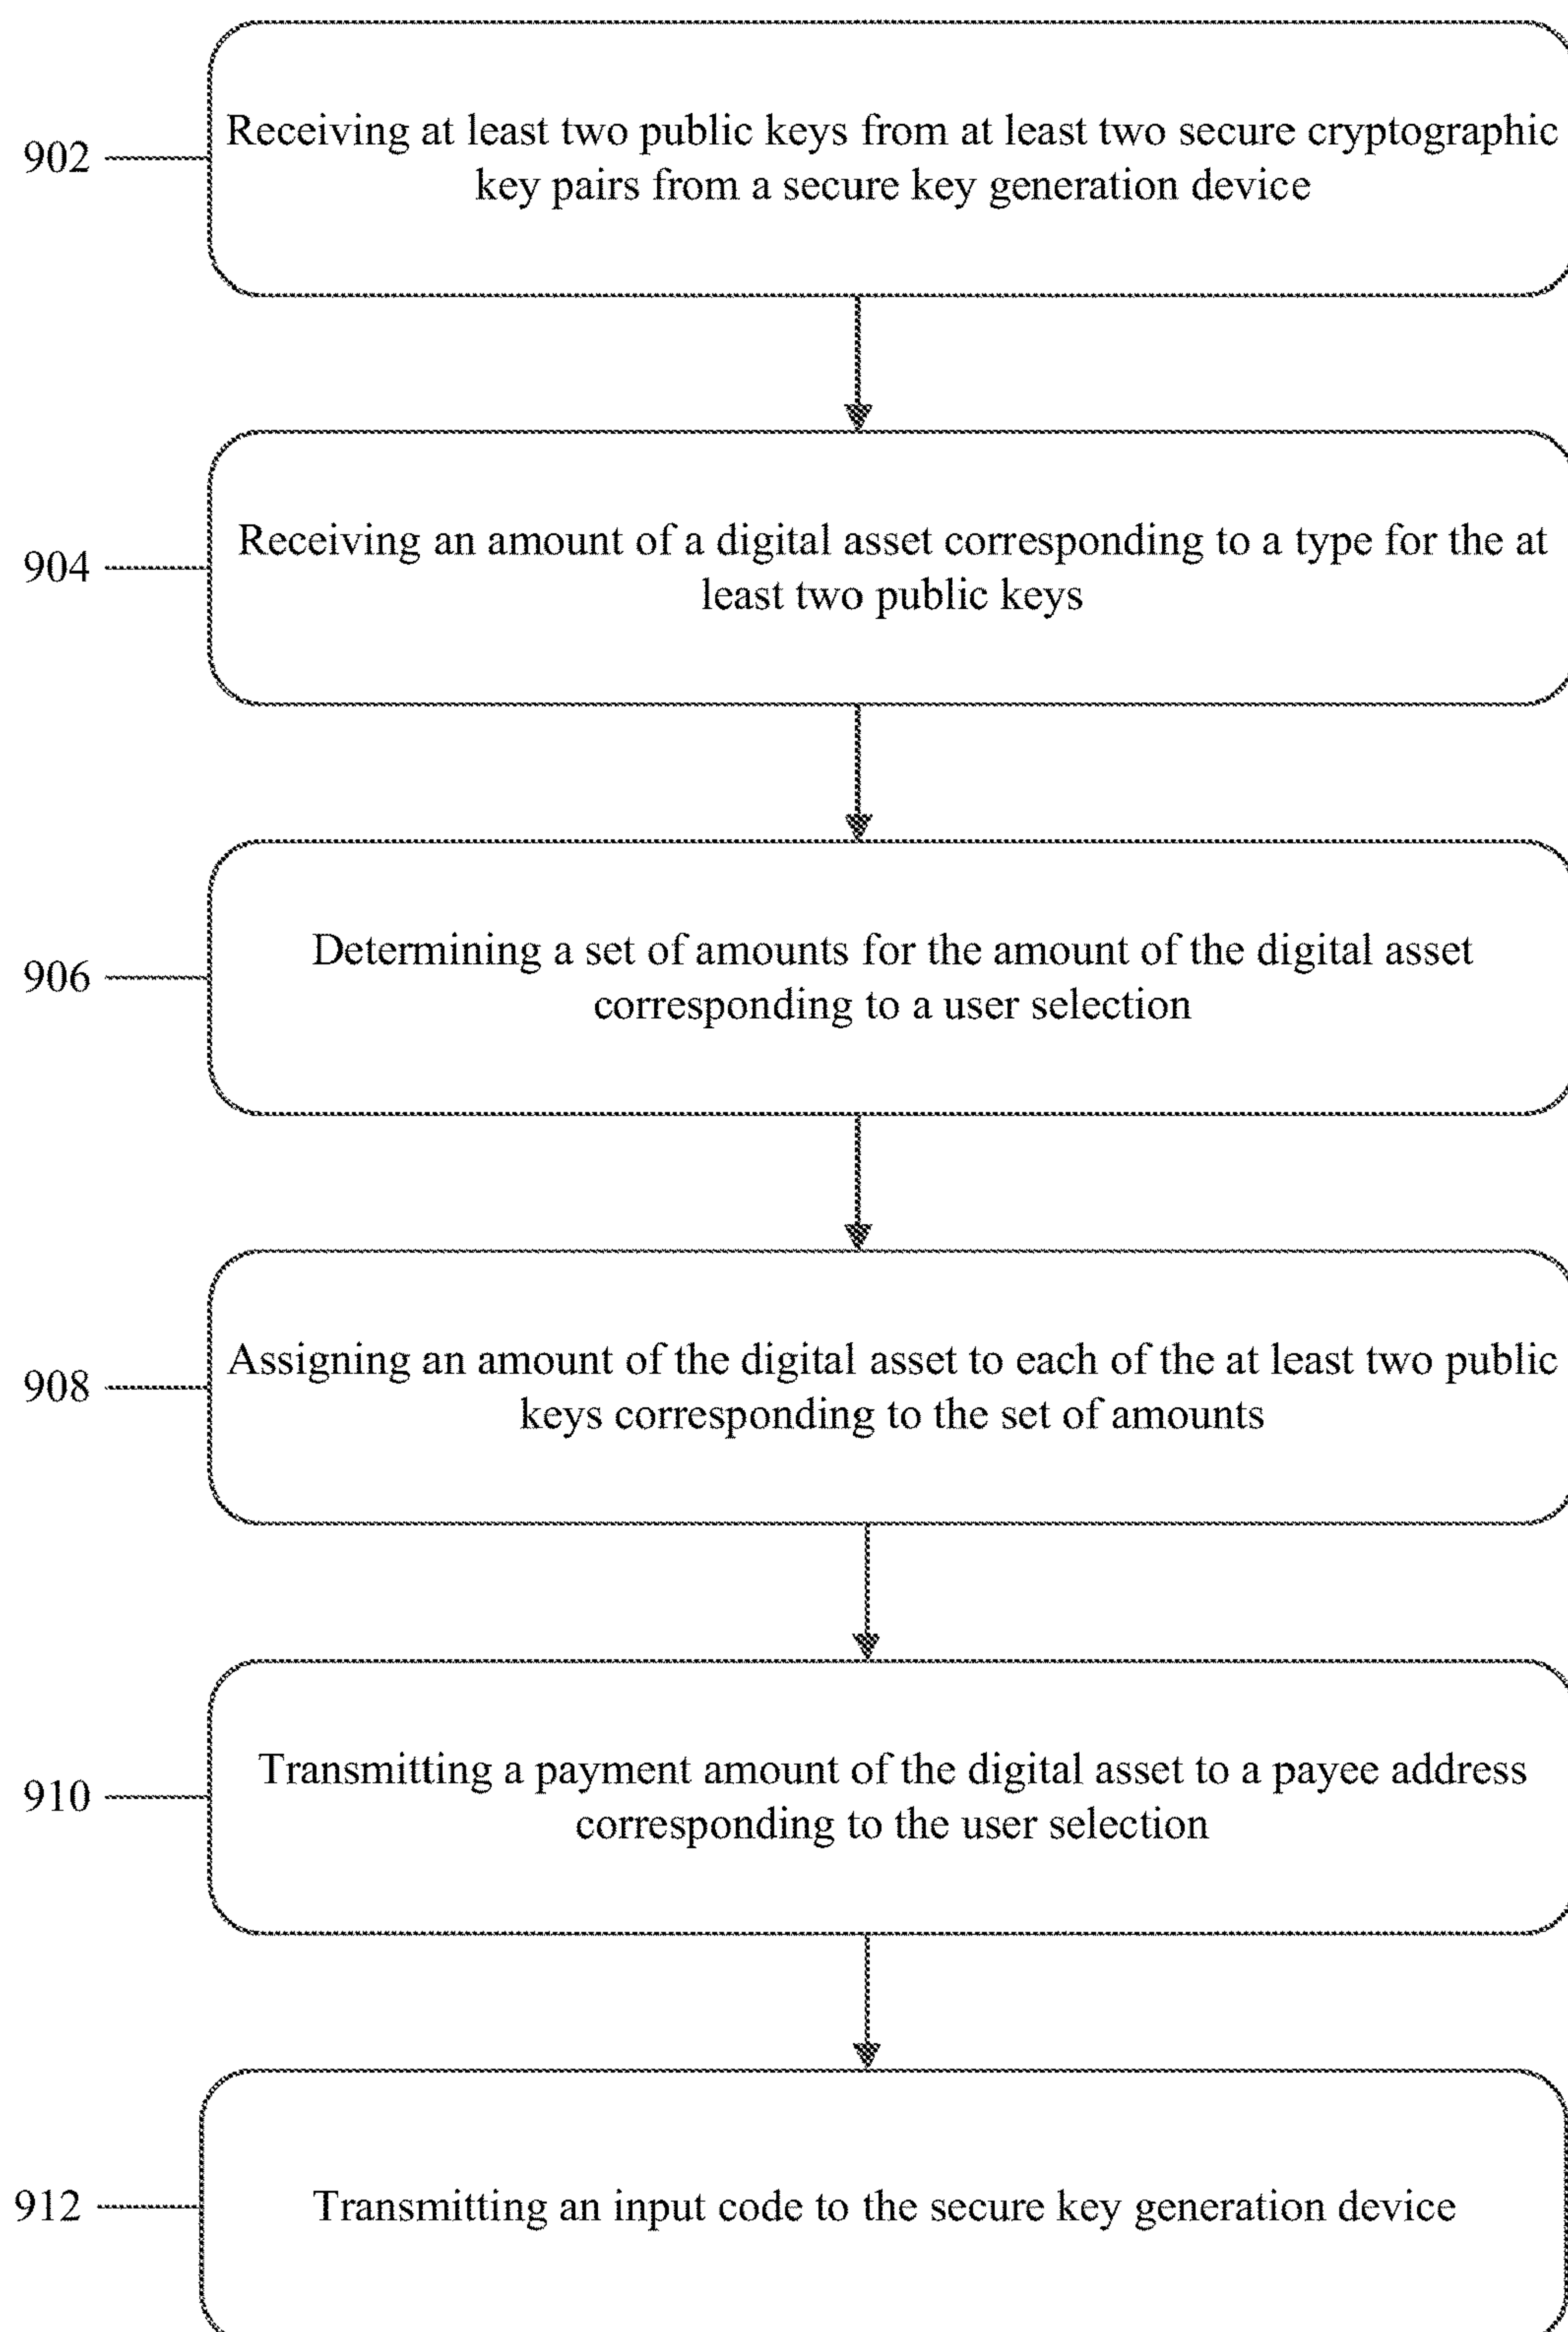 902
Receiving at least two public keys from at least two secure cryptographic
key pairs from a secure key generation device
904
Receiving an amount of a digital asset corresponding to a type for the at
least two public keys
906
Determining a set of amounts for the amount of the digital asset
corresponding to a user selection
908
Assigning an amount of the digital asset to each of the at least two public
keys corresponding to the set of amounts
910
Transmitting a payment amount of the digital asset to a payee address
corresponding to the user selection
912
Transmitting an input code to the secure key generation device